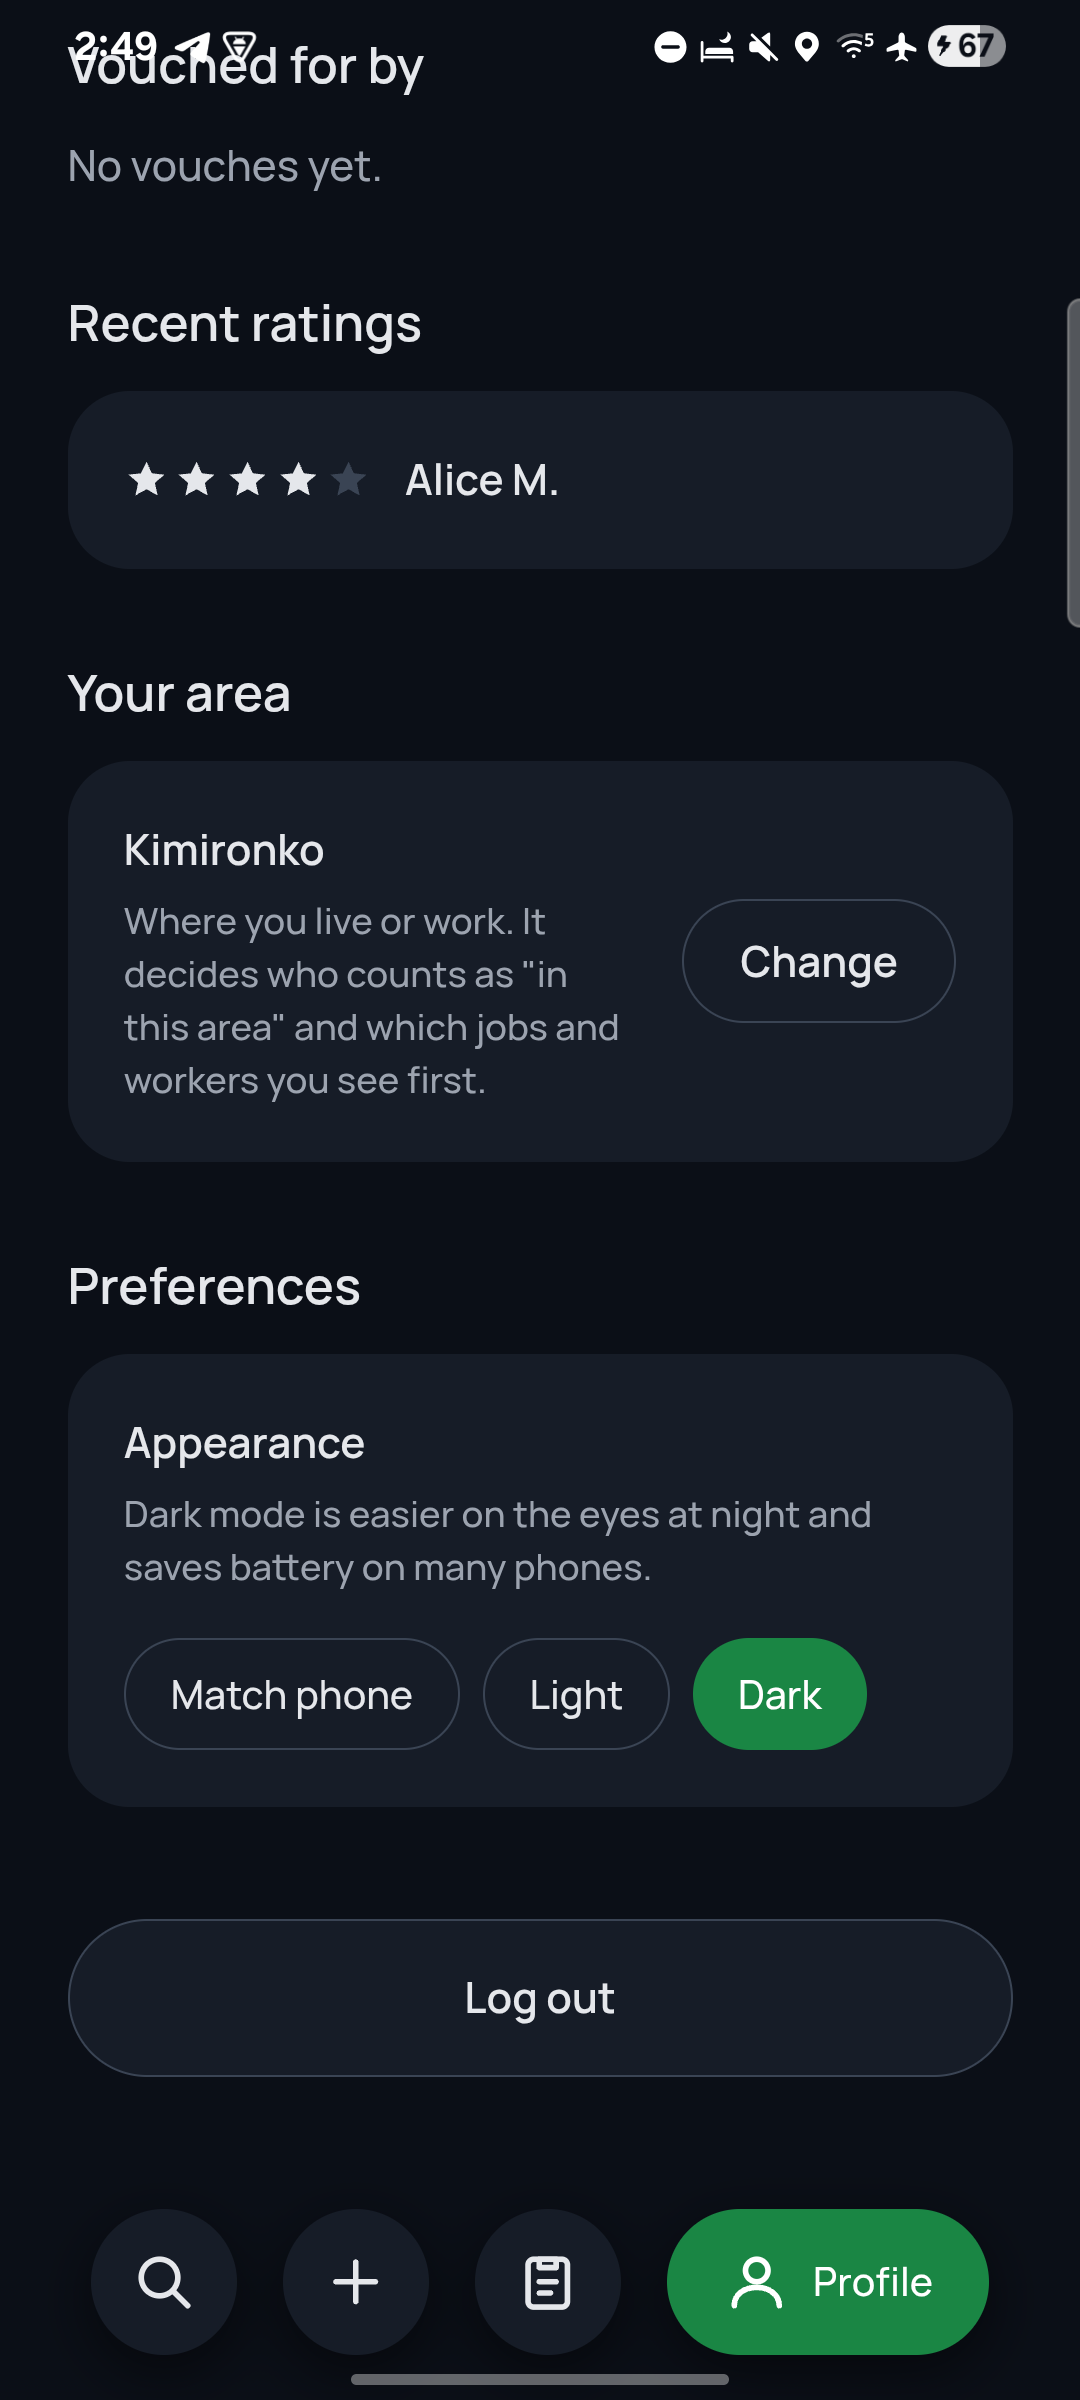 2:49
5
67
Vouched for by
No vouches yet.
Recent ratings
Alice M.
Your area
Kimironko
Where you live or work. It
decides who counts as "in
this area" and which jobs and
workers you see first.
Change
Preferences
Appearance
Dark mode is easier on the eyes at night and
saves battery on many phones.
Match phone
Light
Dark
Log out
Profile